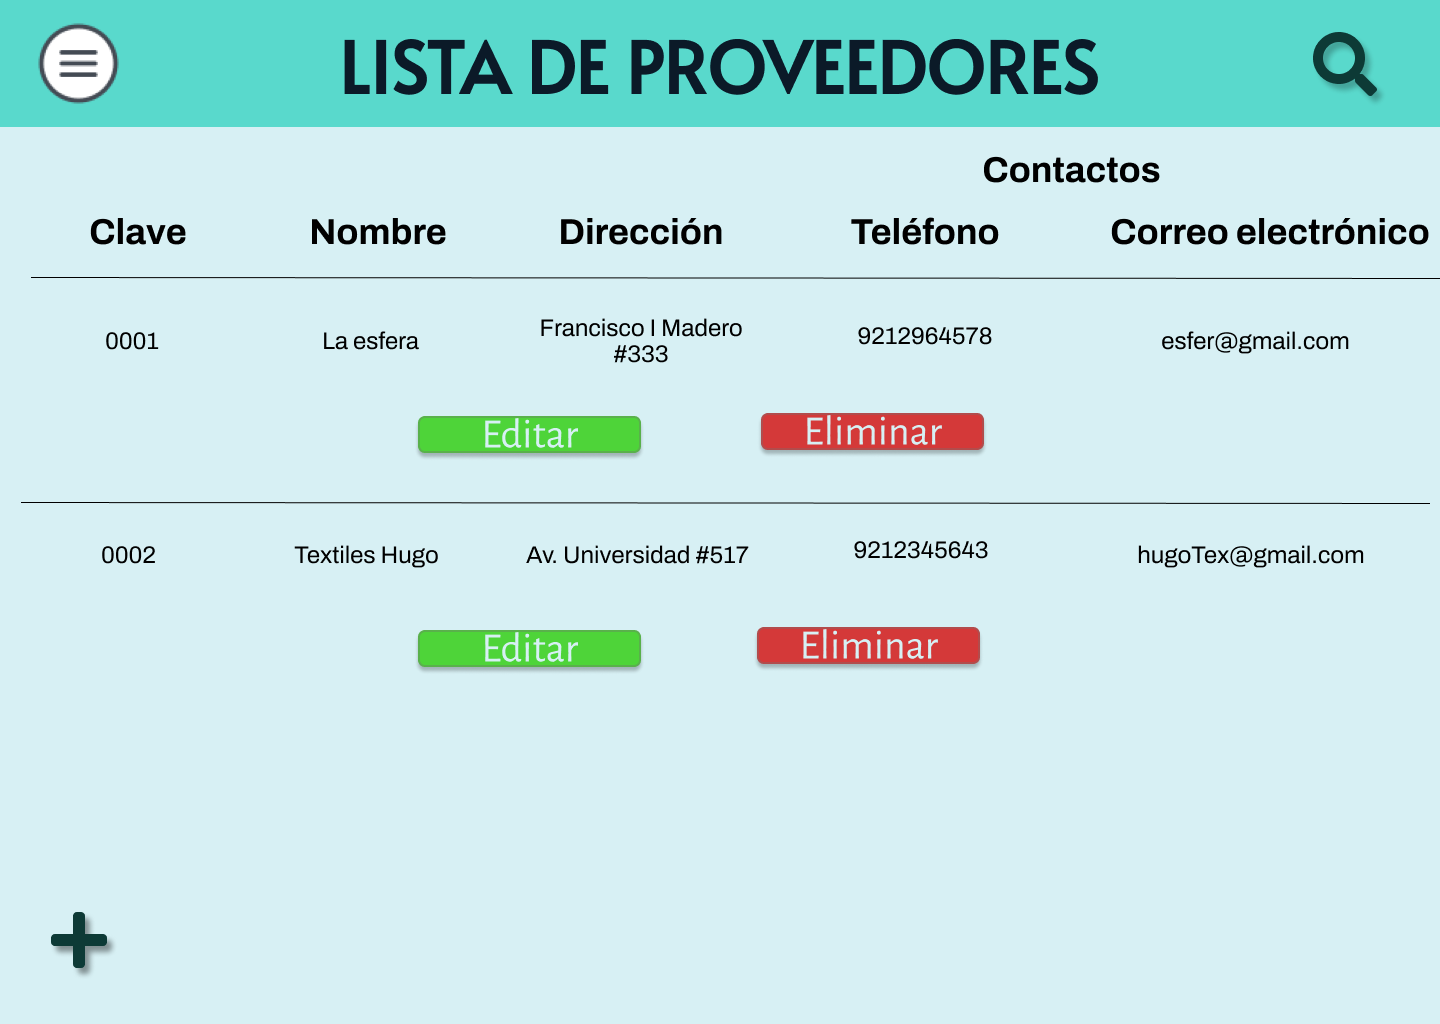 LISTA DE PROVEEDORES
Contactos
Clave Nombre Dirección Teléfono Correo electrónico
0001 La esfera Francisco I Madero #333 9212964578 esfer@gmail.com
Editar Eliminar
0002 Textiles Hugo Av. Universidad #517 9212345643 hugoTex@gmail.com
Editar Eliminar